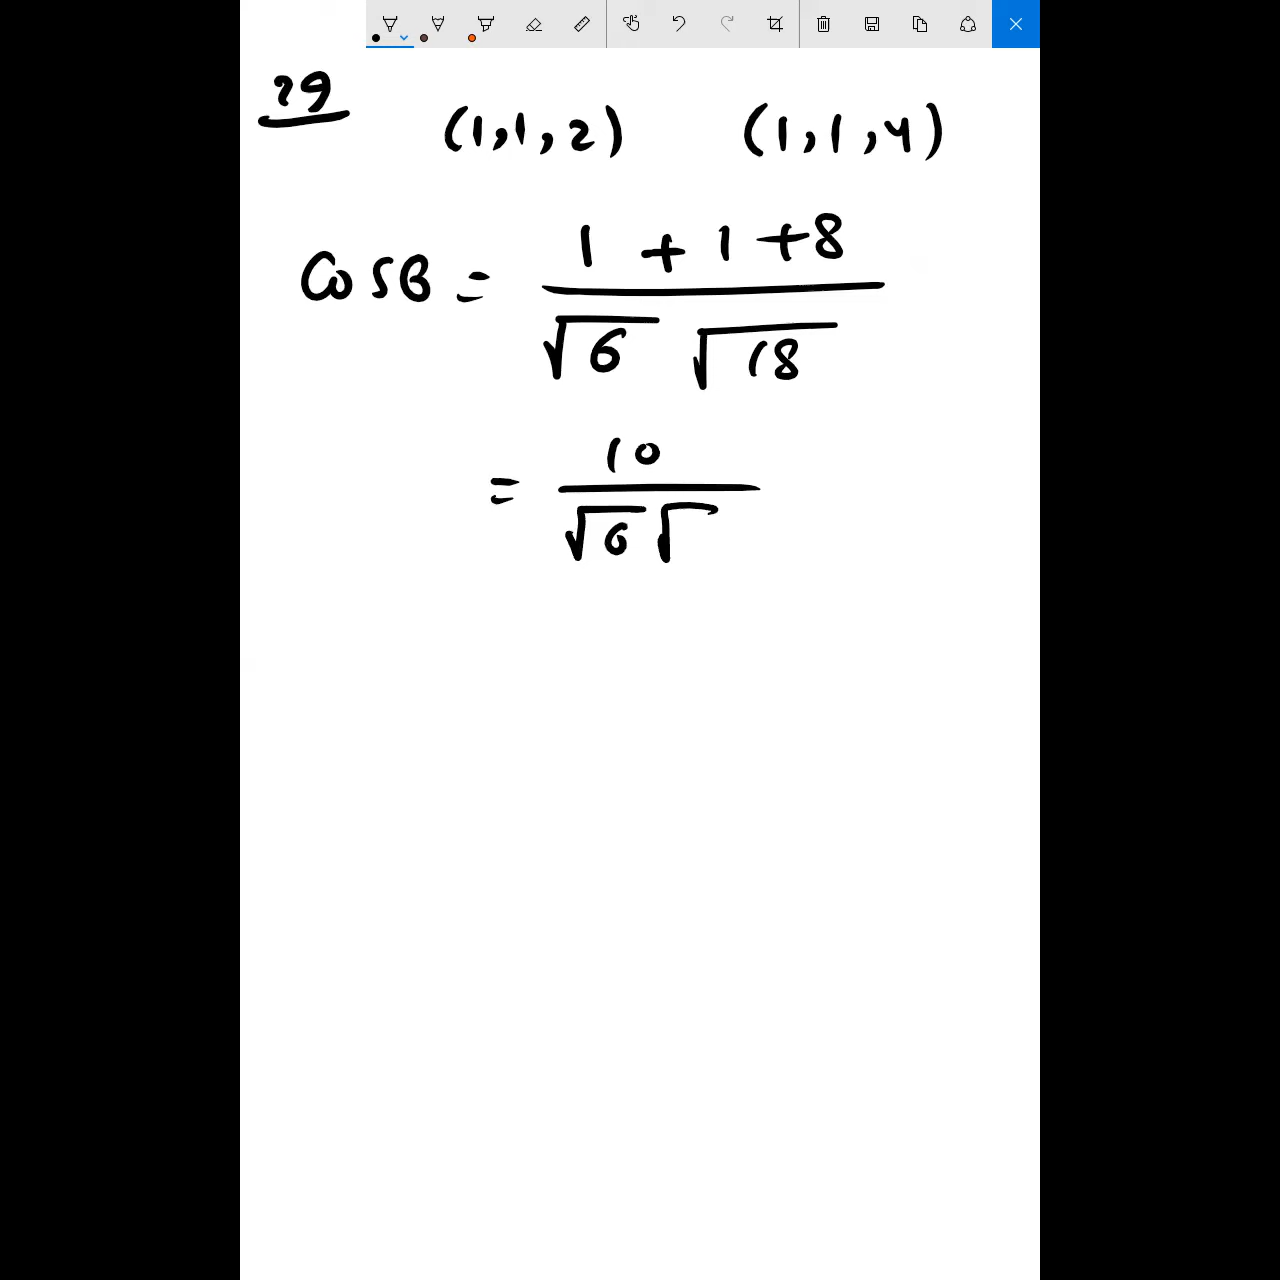 29
(1,1,2) (1,1,4)
Cosθ = 1 + 1 + 8 / √6 √18
= 10 / √6 √